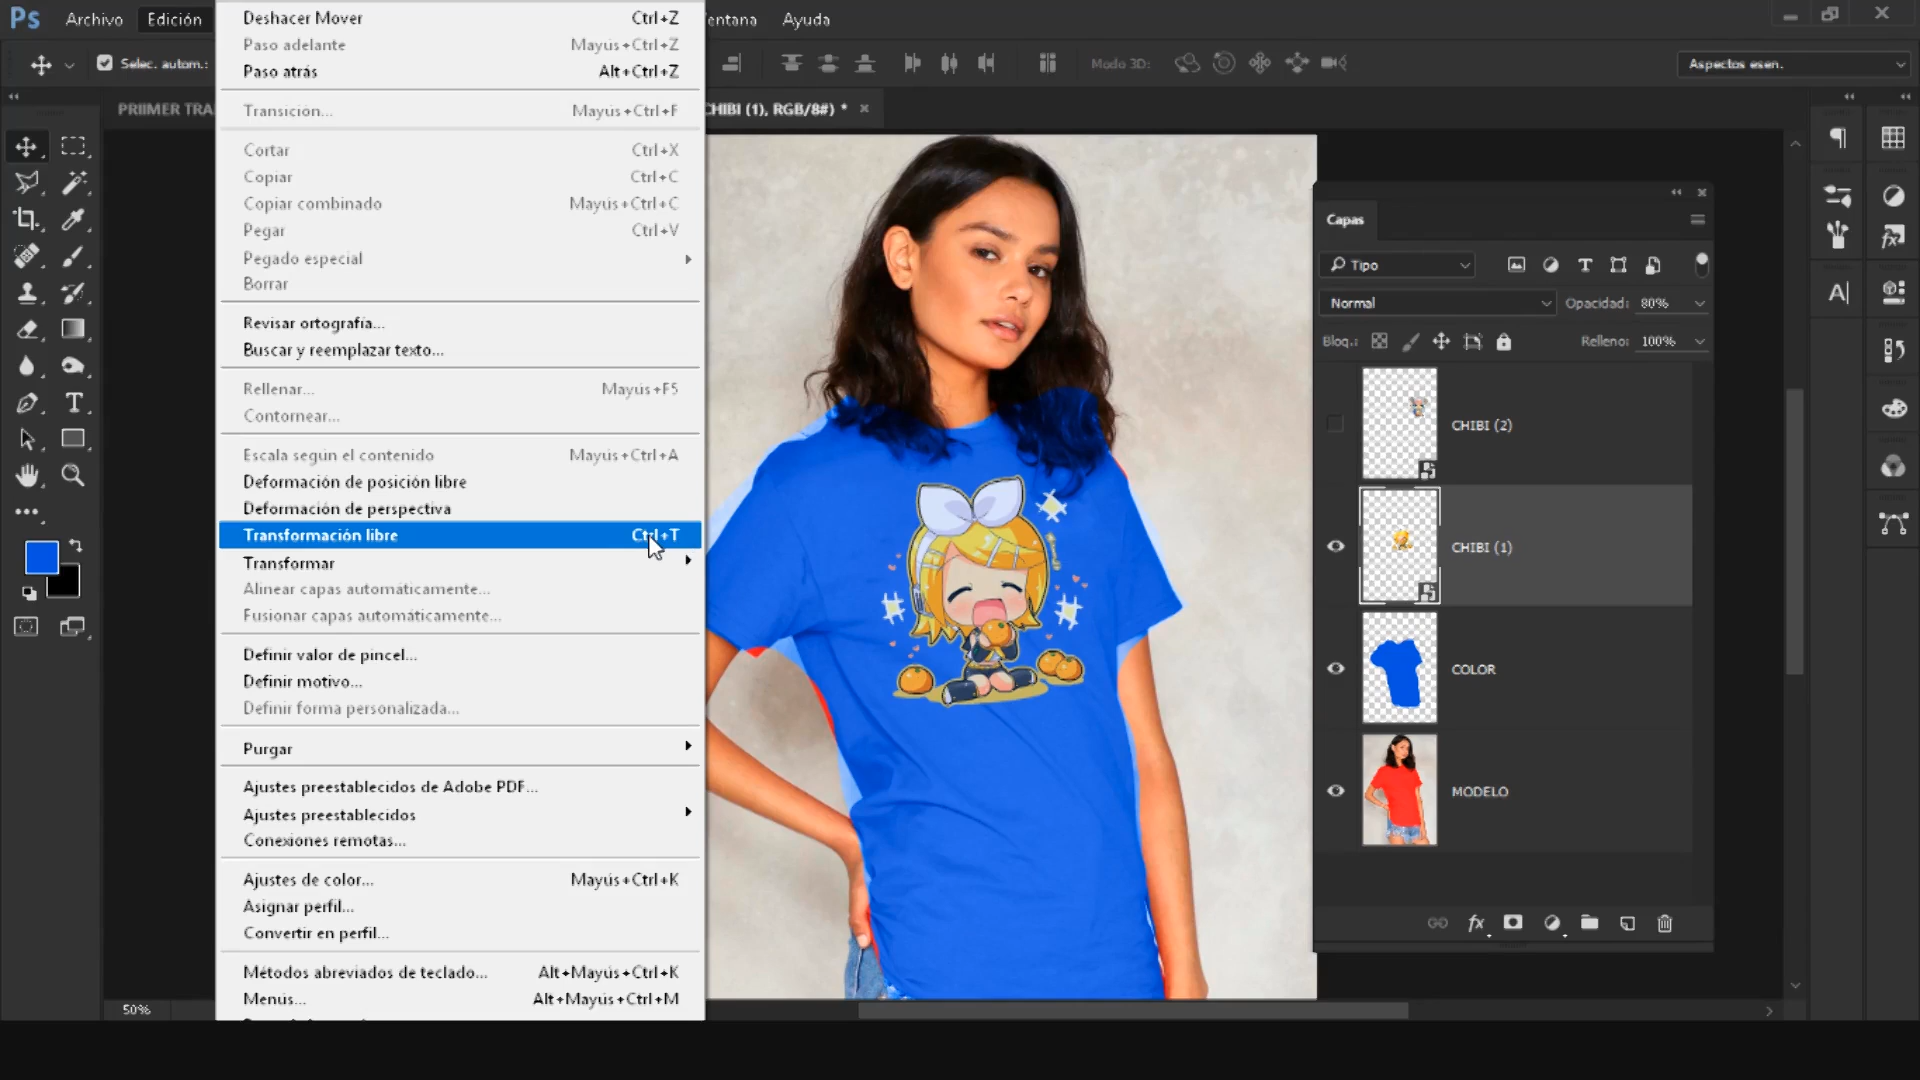 Ps Archivo Edición entana Ayuda
Selec. autom.: Modo 3D: Aspectos esen.
PRIIMER TRA CHIBI (1), RGB/8#) *
Deshacer Mover Ctrl+Z
Paso adelante Mayús+Ctrl+Z
Paso atrás Alt+Ctrl+Z
Transición... Mayús+Ctrl+F
Cortar Ctrl+X
Copiar Ctrl+C
Copiar combinado Mayús+Ctrl+C
Pegar Ctrl+V
Pegado especial
Borrar
Revisar ortografía...
Buscar y reemplazar texto...
Rellenar... Mayús+F5
Contornear...
Escala según el contenido Mayús+Ctrl+A
Deformación de posición libre
Deformación de perspectiva
Transformación libre Ctrl+T
Transformar
Alinear capas automáticamente...
Fusionar capas automáticamente...
Definir valor de pincel...
Definir motivo...
Definir forma personalizada...
Purgar
Ajustes preestablecidos de Adobe PDF...
Ajustes preestablecidos
Conexiones remotas...
Ajustes de color... Mayús+Ctrl+K
Asignar perfil...
Convertir en perfil...
Métodos abreviados de teclado... Alt+Mayús+Ctrl+K
Menús... Alt+Mayús+Ctrl+M
50%
Capas
Tipo
Normal Opacidad: 80%
Bloq.: Relleno: 100%
CHIBI (2)
CHIBI (1)
COLOR
MODELO